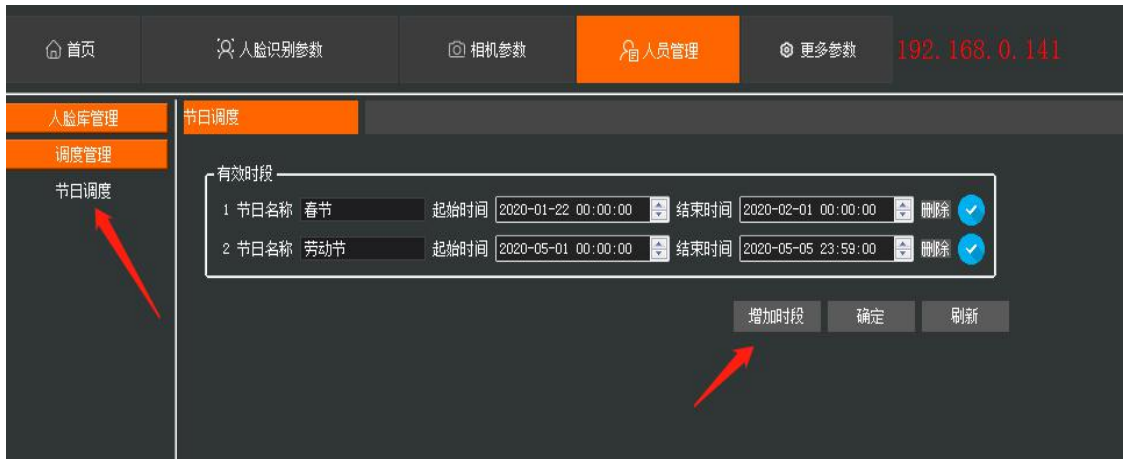 首页 人脸识别参数 相机参数 人员管理 更多参数 192.168.0.141
人脸库管理
调度管理
节日调度
节日调度
有效时段
1 节日名称 春节 起始时间 2020-01-22 00:00:00 结束时间 2020-02-01 00:00:00 删除
2 节日名称 劳动节 起始时间 2020-05-01 00:00:00 结束时间 2020-05-05 23:59:00 删除
增加时段 确定 刷新